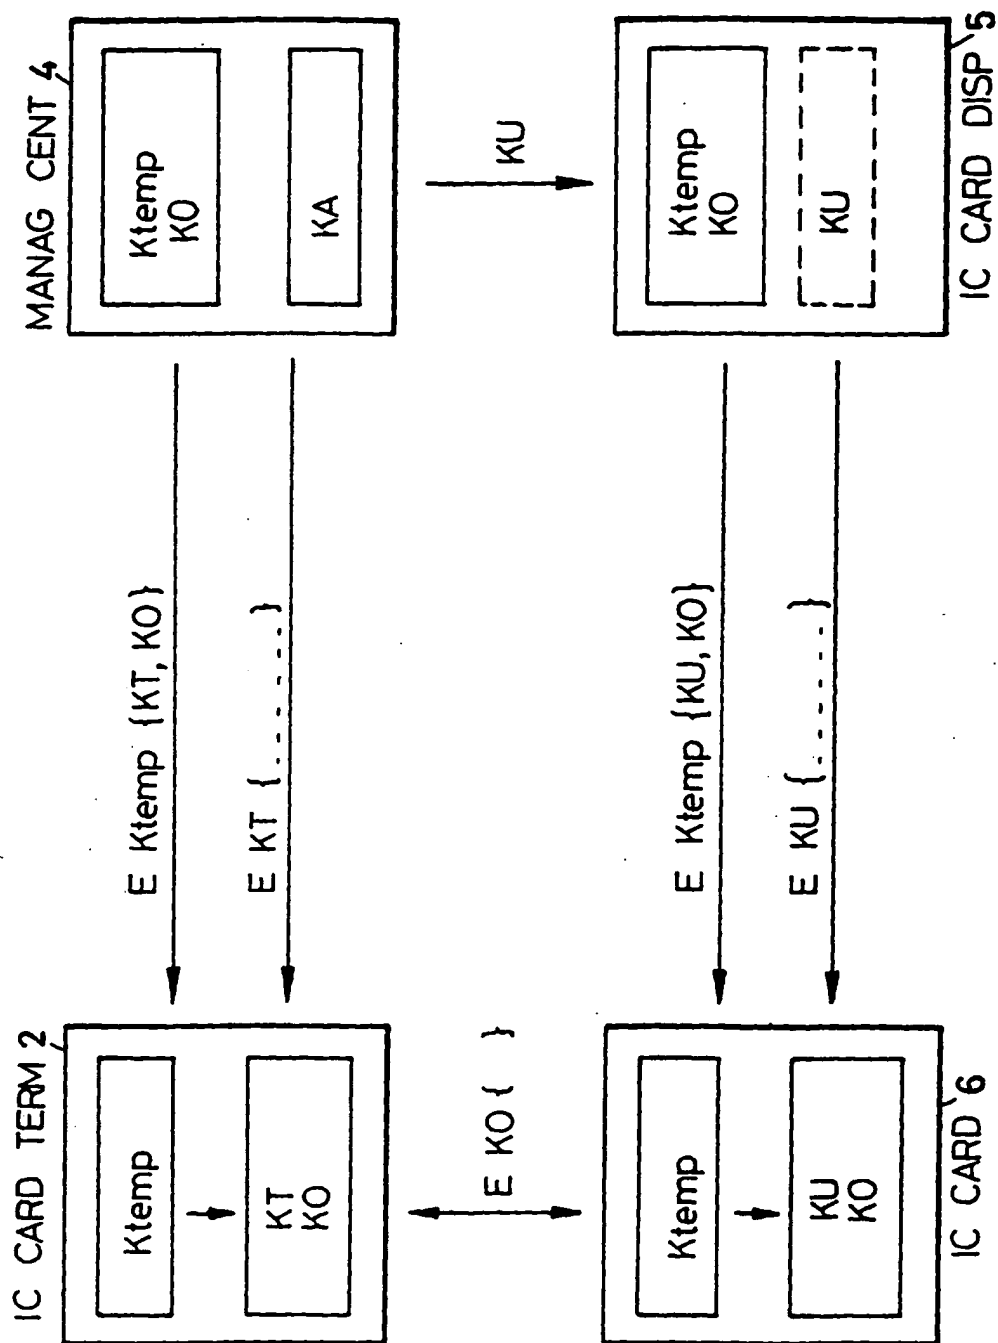 IC CARD TERM 2
MANAG CENT 4
Ktemp
KT
KO
E Ktemp {KT, KO}
E KT {.......}
Ktemp
KO
KA
E KO { }
KU
Ktemp
KU
KO
E Ktemp {KU, KO}
E KU {.......}
Ktemp
KO
KU
IC CARD 6
IC CARD DISP 5